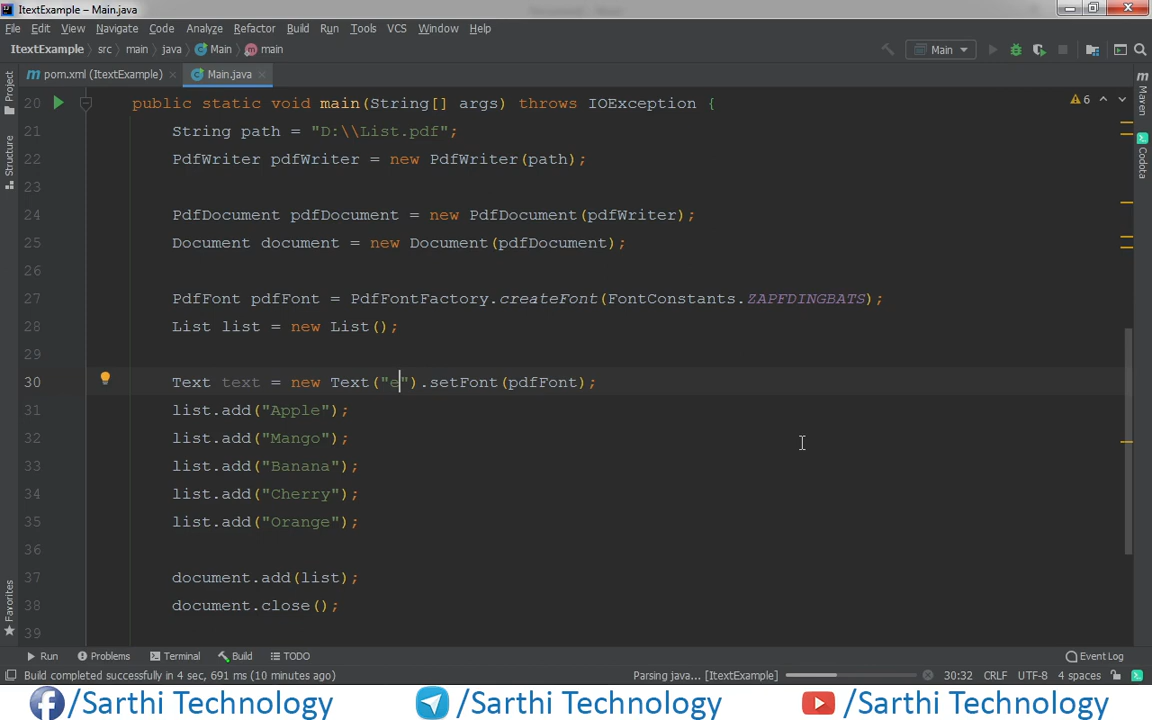 ItextExample – Main.java
File Edit View Navigate Code Analyze Refactor Build Run Tools VCS Window Help
ItextExample src main java Main main
Main
pom.xml (ItextExample) Main.java
Project
Structure
Favorites
Maven
Codota
6
20 public static void main(String[] args) throws IOException {
21 String path = "D:\\List.pdf";
22 PdfWriter pdfWriter = new PdfWriter(path);
23
24 PdfDocument pdfDocument = new PdfDocument(pdfWriter);
25 Document document = new Document(pdfDocument);
26
27 PdfFont pdfFont = PdfFontFactory.createFont(FontConstants.ZAPFDINGBATS);
28 List list = new List();
29
30 Text text = new Text("e").setFont(pdfFont);
31 list.add("Apple");
32 list.add("Mango");
33 list.add("Banana");
34 list.add("Cherry");
35 list.add("Orange");
36
37 document.add(list);
38 document.close();
39
Run Problems Terminal Build TODO Event Log
Build completed successfully in 4 sec, 691 ms (10 minutes ago) Parsing java... [ItextExample] 30:32 CRLF UTF-8 4 spaces
/Sarthi Technology /Sarthi Technology /Sarthi Technology